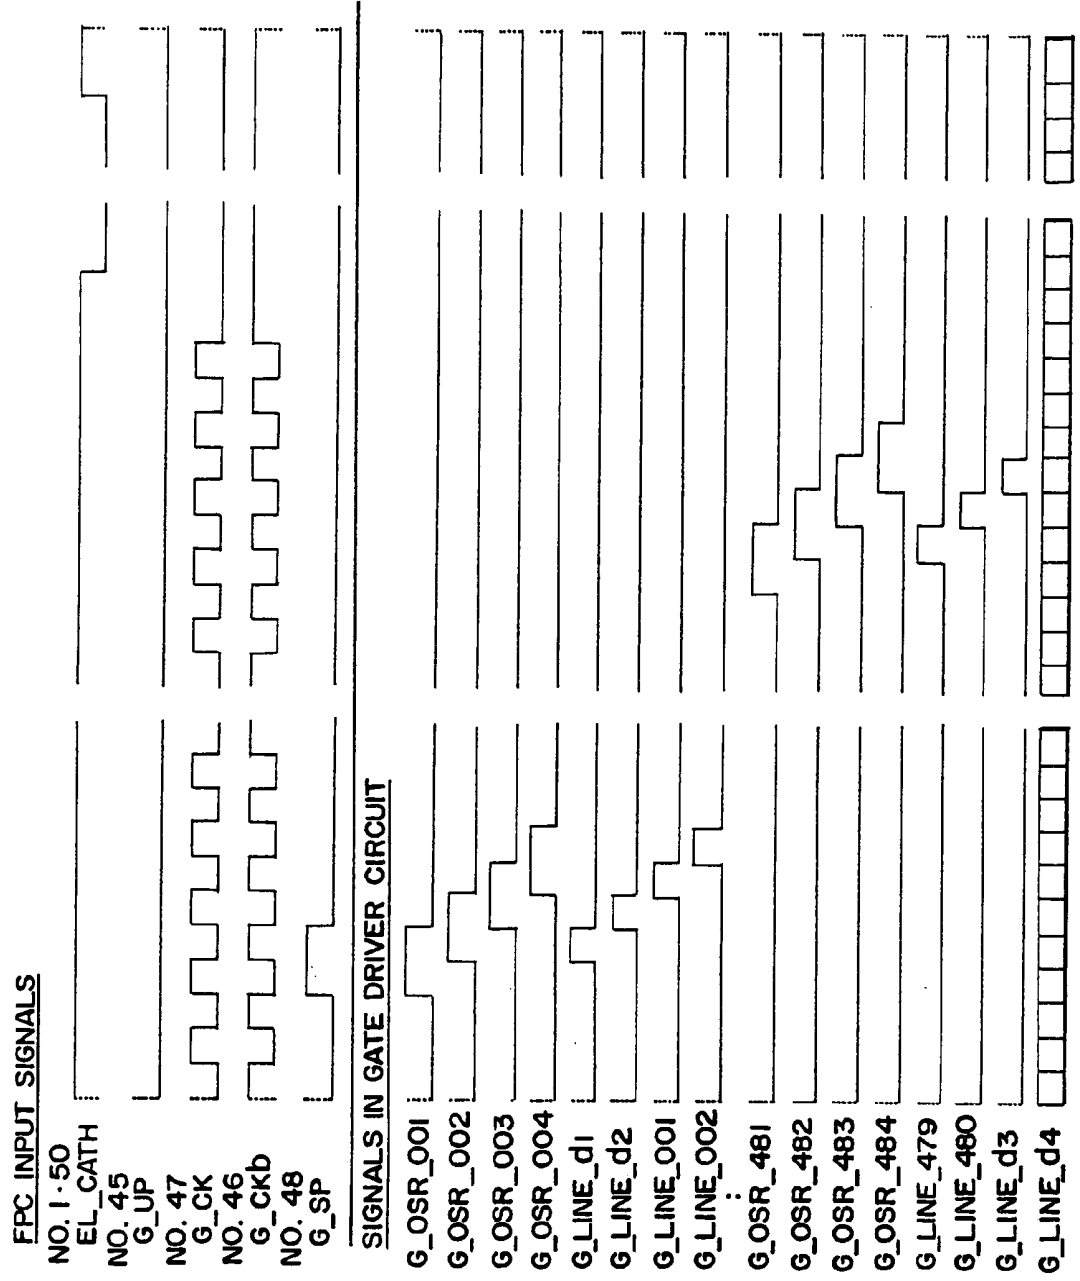 FPC INPUT SIGNALS
NO. 1·50
EL_CATH
NO. 45
G_UP
NO. 47
G_CK
NO. 46
G_CKb
NO. 48
G_SP
SIGNALS IN GATE DRIVER CIRCUIT
G_OSR_001
G_OSR_002
G_OSR_003
G_OSR_004
G_LINE_d1
G_LINE_d2
G_LINE_001
G_LINE_002
:
G_OSR_481
G_OSR_482
G_OSR_483
G_OSR_484
G_LINE_479
G_LINE_480
G_LINE_d3
G_LINE_d4